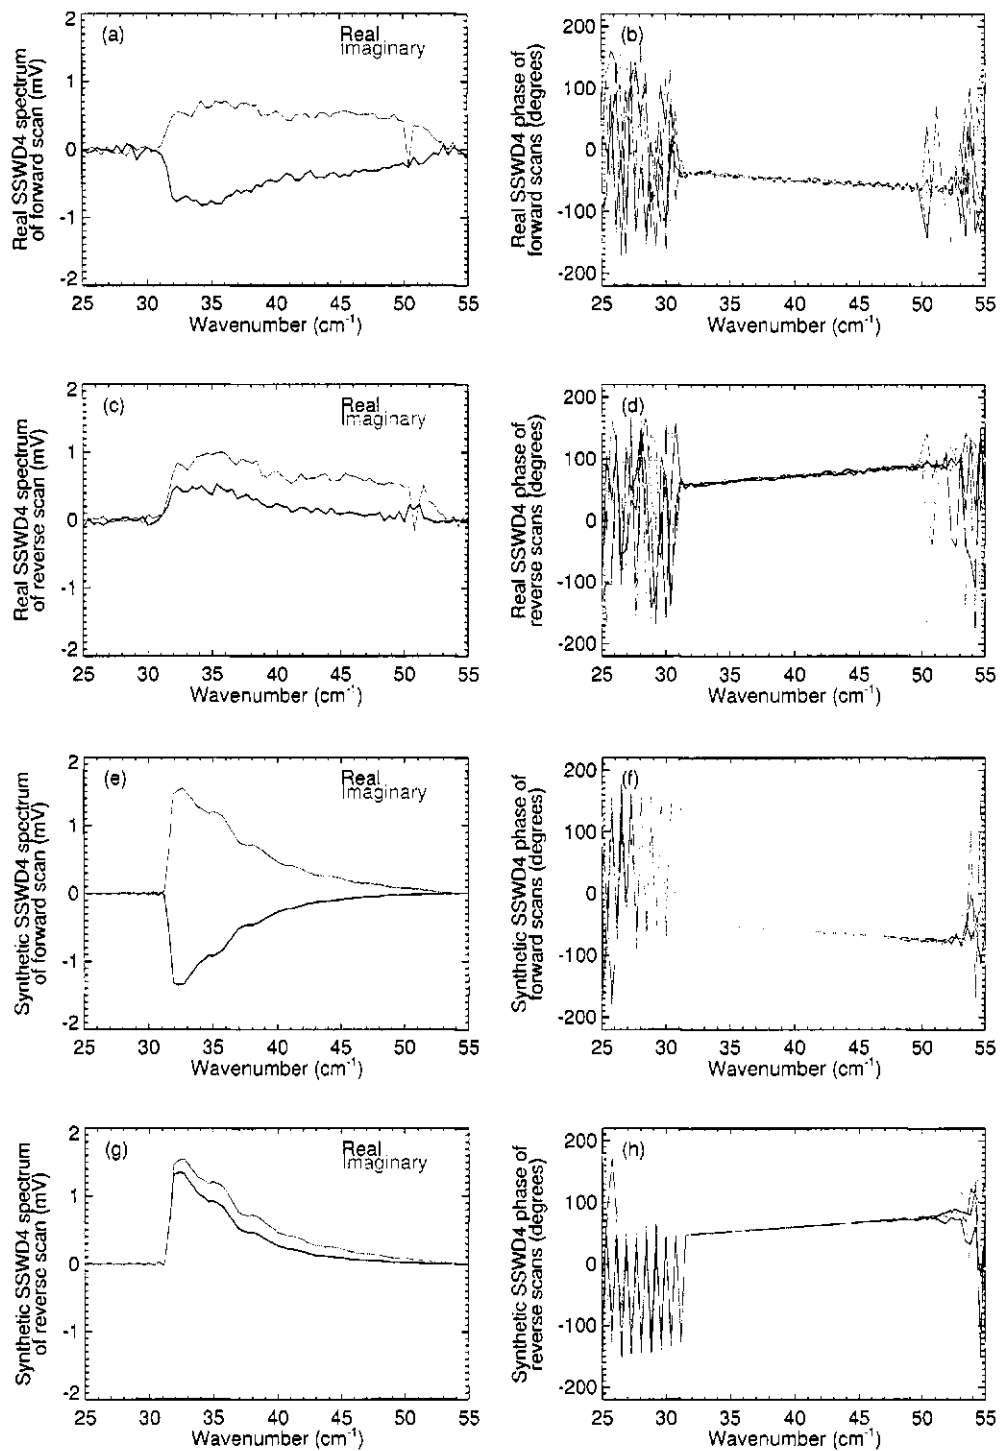 (a)
Real
Imaginary
Real SSWD4 spectrum
of forward scan (mV)
2
1
0
-1
-2
25 30 35 40 45 50 55
Wavenumber (cm⁻¹)
(b)
Real SSWD4 phase of
forward scans (degrees)
200
100
0
-100
-200
25 30 35 40 45 50 55
Wavenumber (cm⁻¹)
(c)
Real
Imaginary
Real SSWD4 spectrum
of reverse scan (mV)
2
1
0
-1
-2
25 30 35 40 45 50 55
Wavenumber (cm⁻¹)
(d)
Real SSWD4 phase of
reverse scans (degrees)
200
100
0
-100
-200
25 30 35 40 45 50 55
Wavenumber (cm⁻¹)
(e)
Real
Imaginary
Synthetic SSWD4 spectrum
of forward scan (mV)
2
1
0
-1
-2
25 30 35 40 45 50 55
Wavenumber (cm⁻¹)
(f)
Synthetic SSWD4 phase of
forward scans (degrees)
200
100
0
-100
-200
25 30 35 40 45 50 55
Wavenumber (cm⁻¹)
(g)
Real
Imaginary
Synthetic SSWD4 spectrum
of reverse scan (mV)
2
1
0
-1
-2
25 30 35 40 45 50 55
Wavenumber (cm⁻¹)
(h)
Synthetic SSWD4 phase of
reverse scans (degrees)
200
100
0
-100
-200
25 30 35 40 45 50 55
Wavenumber (cm⁻¹)